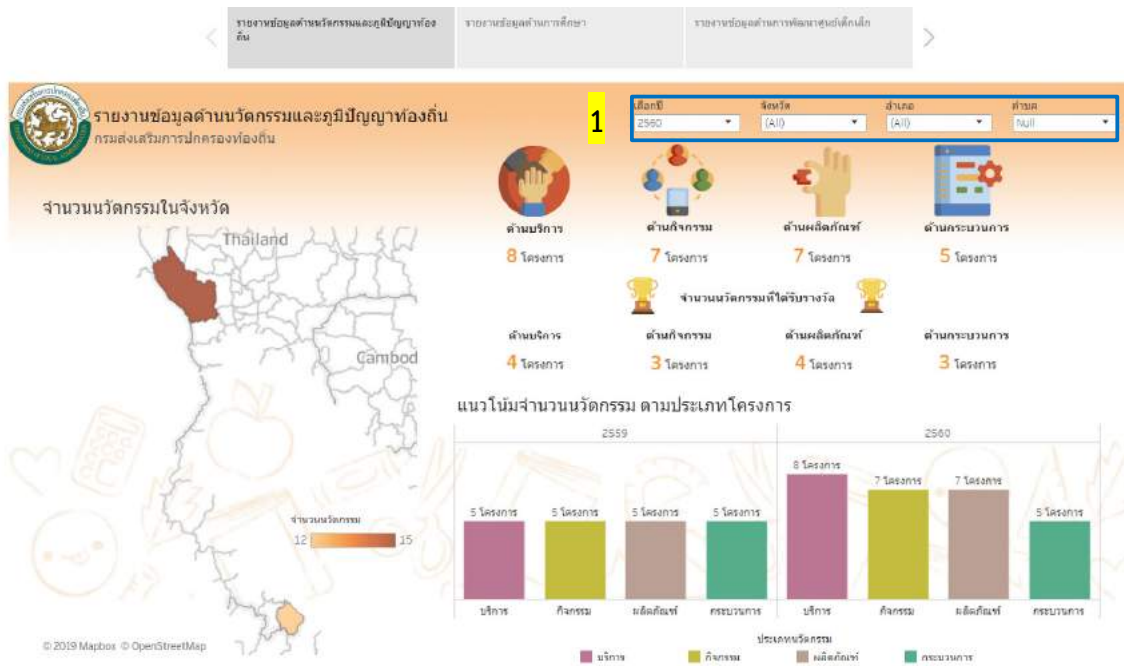 รายงานข้อมูลด้านนวัตกรรมและภูมิปัญญาท้อง
ถิ่น
รายงานข้อมูลด้านการศึกษา
รายงานข้อมูลด้านการพัฒนาศูนย์เด็กเล็ก
รายงานข้อมูลด้านนวัตกรรมและภูมิปัญญาท้องถิ่น
กรมส่งเสริมการปกครองท้องถิ่น
1
เลือกปี
จังหวัด
อำเภอ
ตำบล
2560
(All)
(All)
Null
จำนวนนวัตกรรมในจังหวัด
Thailand
Cambod
จำนวนนวัตกรรม
12
15
© 2019 Mapbox © OpenStreetMap
ด้านบริการ
ด้านกิจกรรม
ด้านผลิตภัณฑ์
ด้านกระบวนการ
8 โครงการ
7 โครงการ
7 โครงการ
5 โครงการ
จำนวนนวัตกรรมที่ได้รับรางวัล
ด้านบริการ
ด้านกิจกรรม
ด้านผลิตภัณฑ์
ด้านกระบวนการ
4 โครงการ
3 โครงการ
4 โครงการ
3 โครงการ
แนวโน้มจำนวนนวัตกรรม ตามประเภทโครงการ
2559
2560
5 โครงการ
5 โครงการ
5 โครงการ
5 โครงการ
8 โครงการ
7 โครงการ
7 โครงการ
5 โครงการ
บริการ
กิจกรรม
ผลิตภัณฑ์
กระบวนการ
บริการ
กิจกรรม
ผลิตภัณฑ์
กระบวนการ
ประเภทนวัตกรรม
บริการ
กิจกรรม
ผลิตภัณฑ์
กระบวนการ